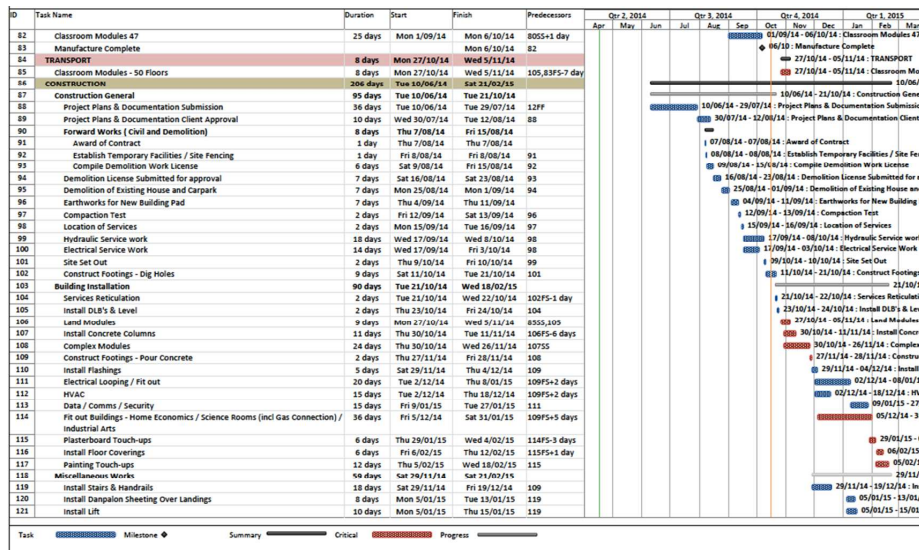 ID Task Name Duration Start Finish Predecessors Qtr 2, 2014 Qtr 3, 2014 Qtr 4, 2014 Qtr 1, 2015
Apr May Jun Jul Aug Sep Oct Nov Dec Jan Feb Mar
82 Classroom Modules 47 25 days Mon 1/09/14 Mon 6/10/14 80SS+1 day 01/09/14 - 06/10/14 : Classroom Modules 47
83 Manufacture Complete Mon 6/10/14 82 06/10 : Manufacture Complete
84 TRANSPORT 8 days Mon 27/10/14 Wed 5/11/14 27/10/14 - 05/11/14 : TRANSPORT
85 Classroom Modules - 50 Floors 8 days Mon 27/10/14 Wed 5/11/14 105,83FS-7 day 27/10/14 - 05/11/14 : Classroom Mod
86 CONSTRUCTION 206 days Tue 10/06/14 Sat 21/02/15 10/06/
87 Construction General 95 days Tue 10/06/14 Tue 21/10/14 10/06/14 - 21/10/14 : Construction Gener
88 Project Plans & Documentation Submission 36 days Tue 10/06/14 Tue 29/07/14 12FF 10/06/14 - 29/07/14 : Project Plans & Documentation Submission
89 Project Plans & Documentation Client Approval 10 days Wed 30/07/14 Tue 12/08/14 88 30/07/14 - 12/08/14 : Project Plans & Documentation Client
90 Forward Works ( Civil and Demolition) 8 days Thu 7/08/14 Fri 15/08/14
91 Award of Contract 1 day Thu 7/08/14 Thu 7/08/14 07/08/14 - 07/08/14 : Award of Contract
92 Establish Temporary Facilities / Site Fencing 1 day Fri 8/08/14 Fri 8/08/14 91 08/08/14 - 08/08/14 : Establish Temporary Facilities / Site Fencing
93 Compile Demolition Work License 6 days Sat 9/08/14 Fri 15/08/14 92 09/08/14 - 15/08/14 : Compile Demolition Work License
94 Demolition License Submitted for approval 7 days Sat 16/08/14 Sat 23/08/14 93 16/08/14 - 23/08/14 : Demolition License Submitted for a
95 Demolition of Existing House and Carpark 7 days Mon 25/08/14 Mon 1/09/14 94 25/08/14 - 01/09/14 : Demolition of Existing House and
96 Earthworks for New Building Pad 7 days Thu 4/09/14 Thu 11/09/14 04/09/14 - 11/09/14 : Earthworks for New Building
97 Compaction Test 2 days Fri 12/09/14 Sat 13/09/14 96 12/09/14 - 13/09/14 : Compaction Test
98 Location of Services 2 days Mon 15/09/14 Tue 16/09/14 97 15/09/14 - 16/09/14 : Location of Services
99 Hydraulic Service Work 18 days Wed 17/09/14 Wed 8/10/14 98 17/09/14 - 08/10/14 : Hydraulic Service work
100 Electrical Service Work 14 days Wed 17/09/14 Fri 3/10/14 98 17/09/14 - 03/10/14 : Electrical Service Work
101 Site Set Out 2 days Thu 9/10/14 Fri 10/10/14 99 09/10/14 - 10/10/14 : Site Set Out
102 Construct Footings - Dig Holes 9 days Sat 11/10/14 Tue 21/10/14 101 11/10/14 - 21/10/14 : Construct Footings
103 Building Installation 90 days Tue 21/10/14 Wed 18/02/15 21/10/1
104 Services Reticulation 2 days Tue 21/10/14 Wed 22/10/14 102FS-1 day 21/10/14 - 22/10/14 : Services Reticulati
105 Install DLB's & Level 2 days Thu 23/10/14 Fri 24/10/14 104 23/10/14 - 24/10/14 : Install DLB's & Leve
106 Land Modules 9 days Mon 27/10/14 Wed 5/11/14 85SS,105 27/10/14 - 05/11/14 : Land Modules
107 Install Concrete Columns 11 days Thu 30/10/14 Tue 11/11/14 106FS-6 days 30/10/14 - 11/11/14 : Install Concre
108 Complex Modules 24 days Thu 30/10/14 Wed 26/11/14 107SS 30/10/14 - 26/11/14 : Complex
109 Construct Footings - Pour Concrete 2 days Thu 27/11/14 Fri 28/11/14 108 27/11/14 - 28/11/14 : Constru
110 Install Flashings 5 days Sat 29/11/14 Thu 4/12/14 109 29/11/14 - 04/12/14 : Install
111 Electrical Looping / Fit out 20 days Tue 2/12/14 Thu 8/01/15 109FS+2 days 02/12/14 - 08/01/
112 HVAC 15 days Tue 2/12/14 Thu 18/12/14 109FS+2 days 02/12/14 - 18/12/14 : HV
113 Data / Comms / Security 15 days Fri 9/01/15 Tue 27/01/15 111 09/01/15 - 27
114 Fit out Buildings - Home Economics / Science Rooms (incl Gas Connection) / 36 days Fri 5/12/14 Sat 31/01/15 109FS+5 days 05/12/14 - 3
Industrial Arts
115 Plasterboard Touch-ups 6 days Thu 29/01/15 Wed 4/02/15 114FS-3 days 29/01/15 -
116 Install Floor Coverings 6 days Fri 6/02/15 Thu 12/02/15 115FS+1 day 06/02/15
117 Painting Touch-ups 12 days Thu 5/02/15 Wed 18/02/15 115 05/02/1
118 Miscellaneous Works 59 days Sat 29/11/14 Sat 21/02/15 29/11/
119 Install Stairs & Handrails 18 days Sat 29/11/14 Fri 19/12/14 109 29/11/14 - 19/12/14 : In
120 Install Danpalon Sheeting Over Landings 8 days Mon 5/01/15 Tue 13/01/15 119 05/01/15 - 13/01/
121 Install Lift 10 days Mon 5/01/15 Thu 15/01/15 119 05/01/15 - 15/01/
Task Milestone Summary Critical Progress